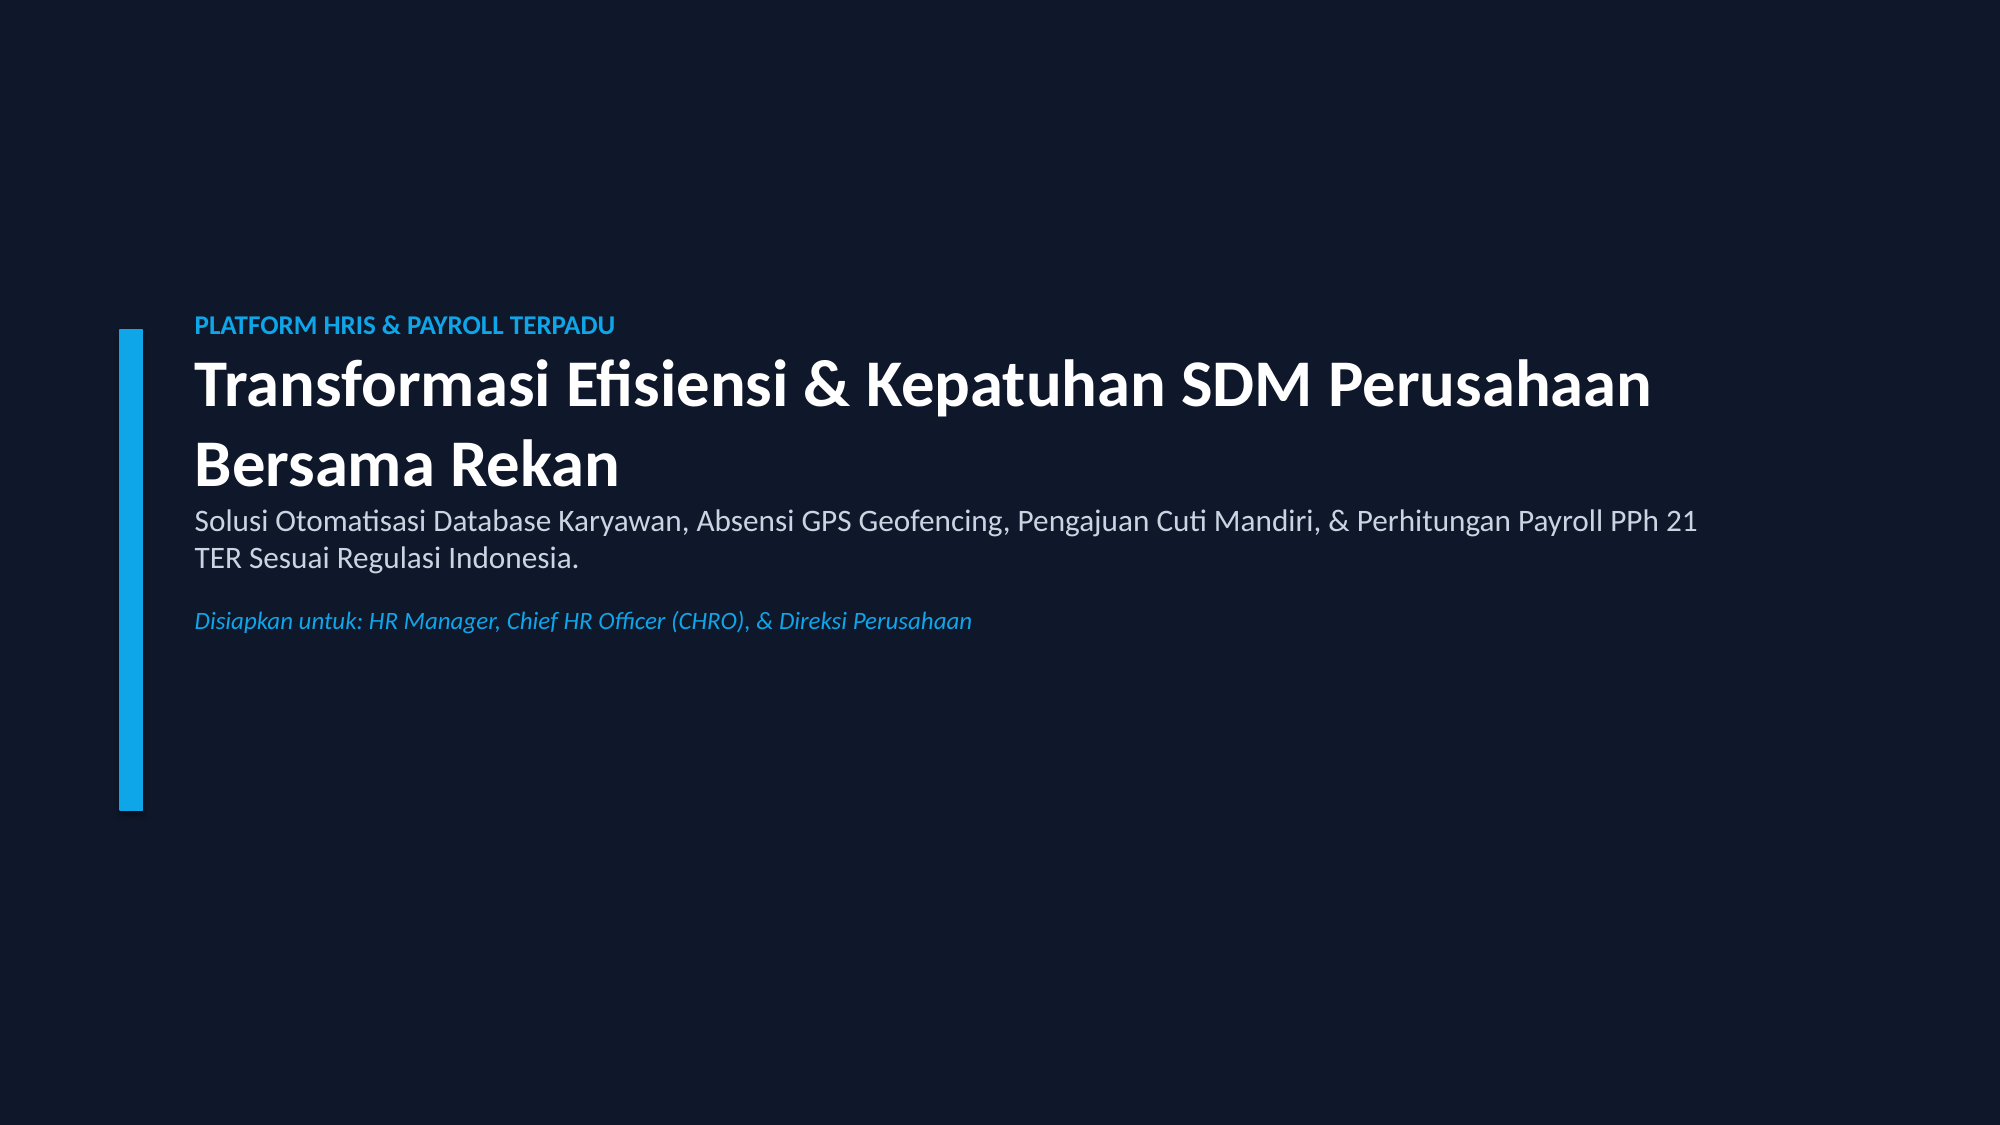 PLATFORM HRIS & PAYROLL TERPADU
Transformasi Efisiensi & Kepatuhan SDM Perusahaan
Bersama Rekan
Solusi Otomatisasi Database Karyawan, Absensi GPS Geofencing, Pengajuan Cuti Mandiri, & Perhitungan Payroll PPh 21
TER Sesuai Regulasi Indonesia.
Disiapkan untuk: HR Manager, Chief HR Officer (CHRO), & Direksi Perusahaan